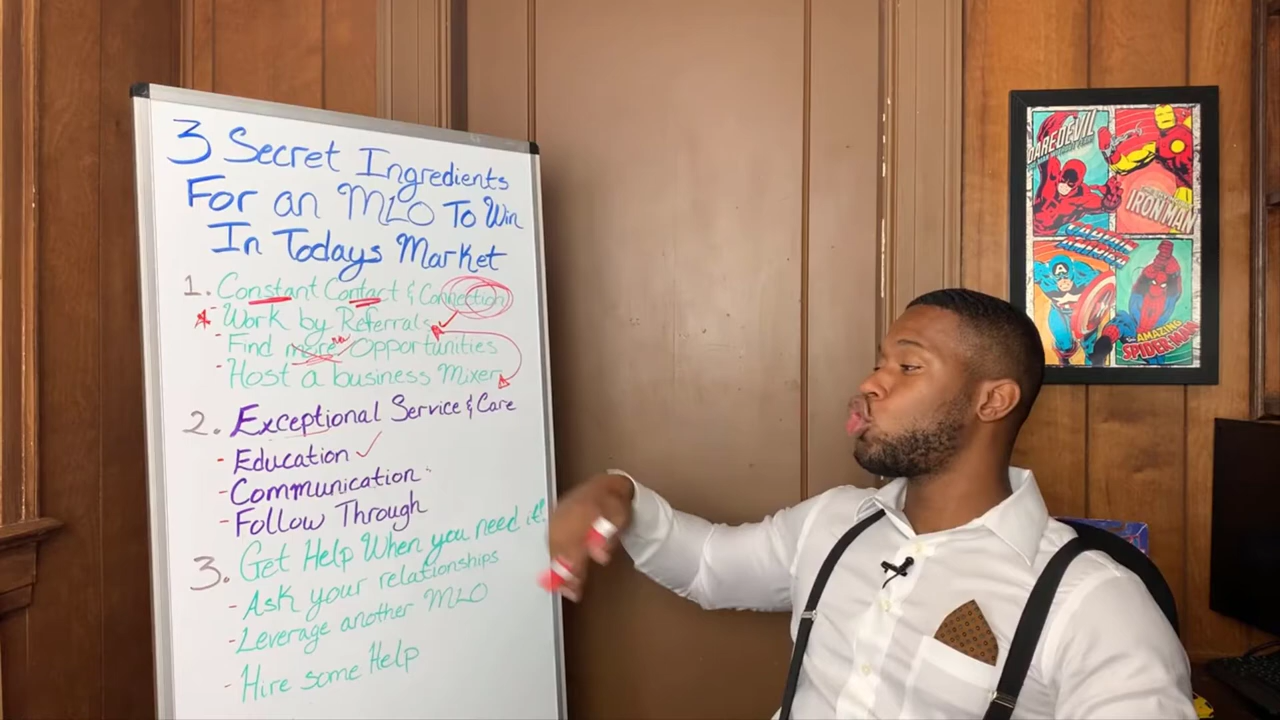 3 Secret Ingredients
For an MLO To Win
In Todays Market
1. Constant Contact & Connection
- Work by Referrals
- Find more Opportunities
- Host a business Mixer
2. Exceptional Service & Care
- Education
- Communication
- Follow Through
3. Get Help When you need it!
- Ask your relationships
- Leverage another MLO
- Hire some Help
DAREDEVIL
IRON MAN
CAPTAIN
AMERICA
AMAZING
SPIDER-MAN